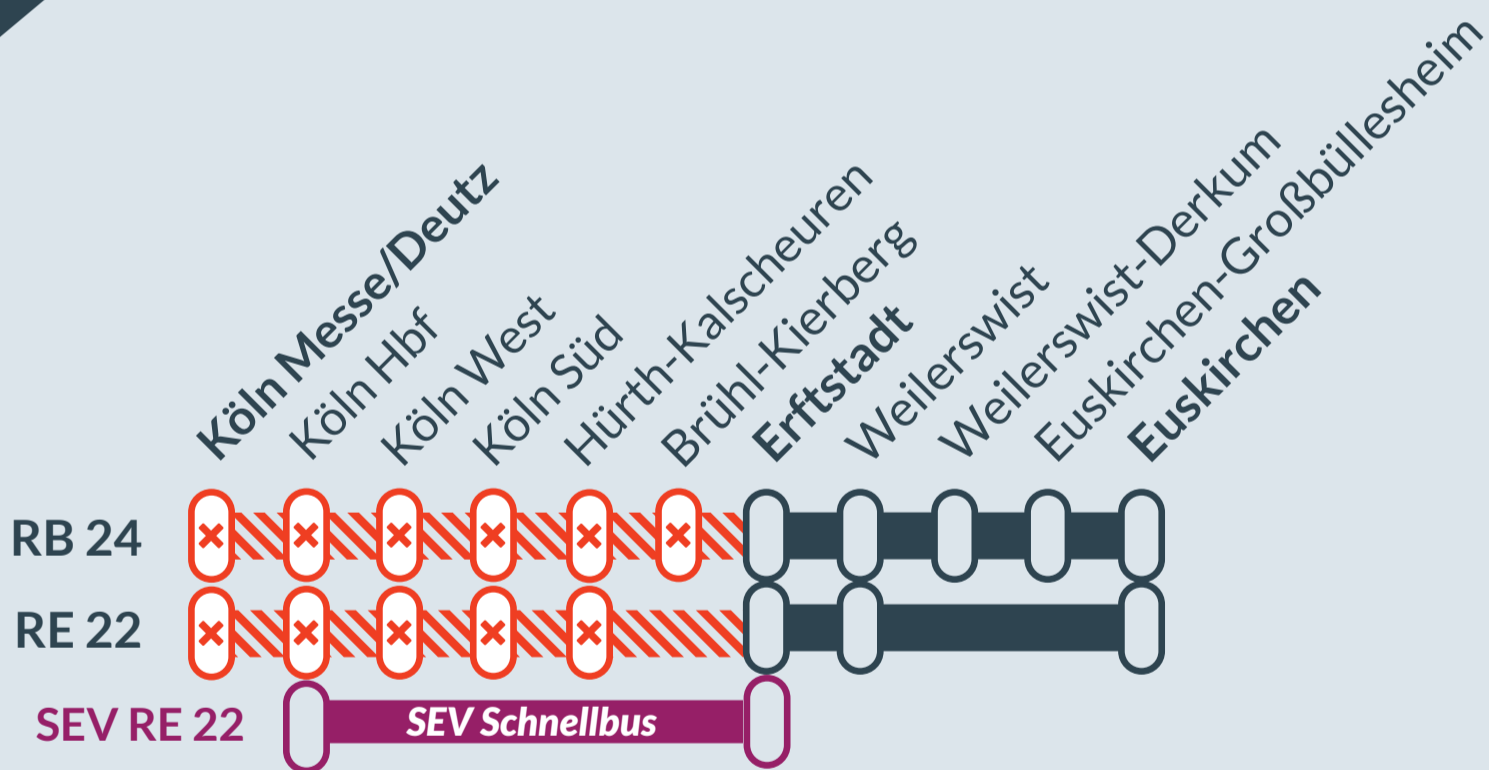 Köln Messe/Deutz
Köln Hbf
Köln West
Köln Süd
Hürth-Kalscheuren
Brühl-Kierberg
Erftstadt
Weilerswist
Weilerswist-Derkum
Euskirchen-Großbüllesheim
Euskirchen
RB 24
RE 22
SEV RE 22
SEV Schnellbus